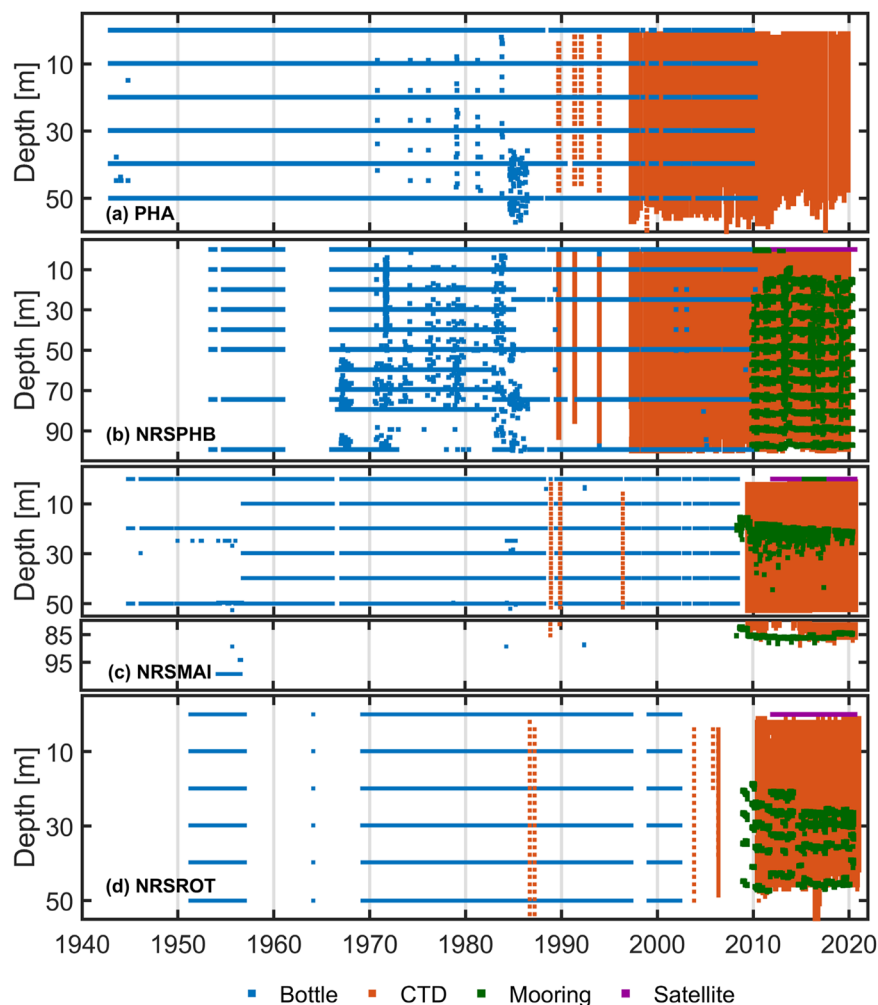 Depth [m]
10
30
50
(a) PHA
Depth [m]
10
30
50
70
90
(b) NRSPHB
Depth [m]
10
30
50
85
95
(c) NRSMAI
Depth [m]
10
30
50
(d) NRSROT
1940 1950 1960 1970 1980 1990 2000 2010 2020
Bottle CTD Mooring Satellite